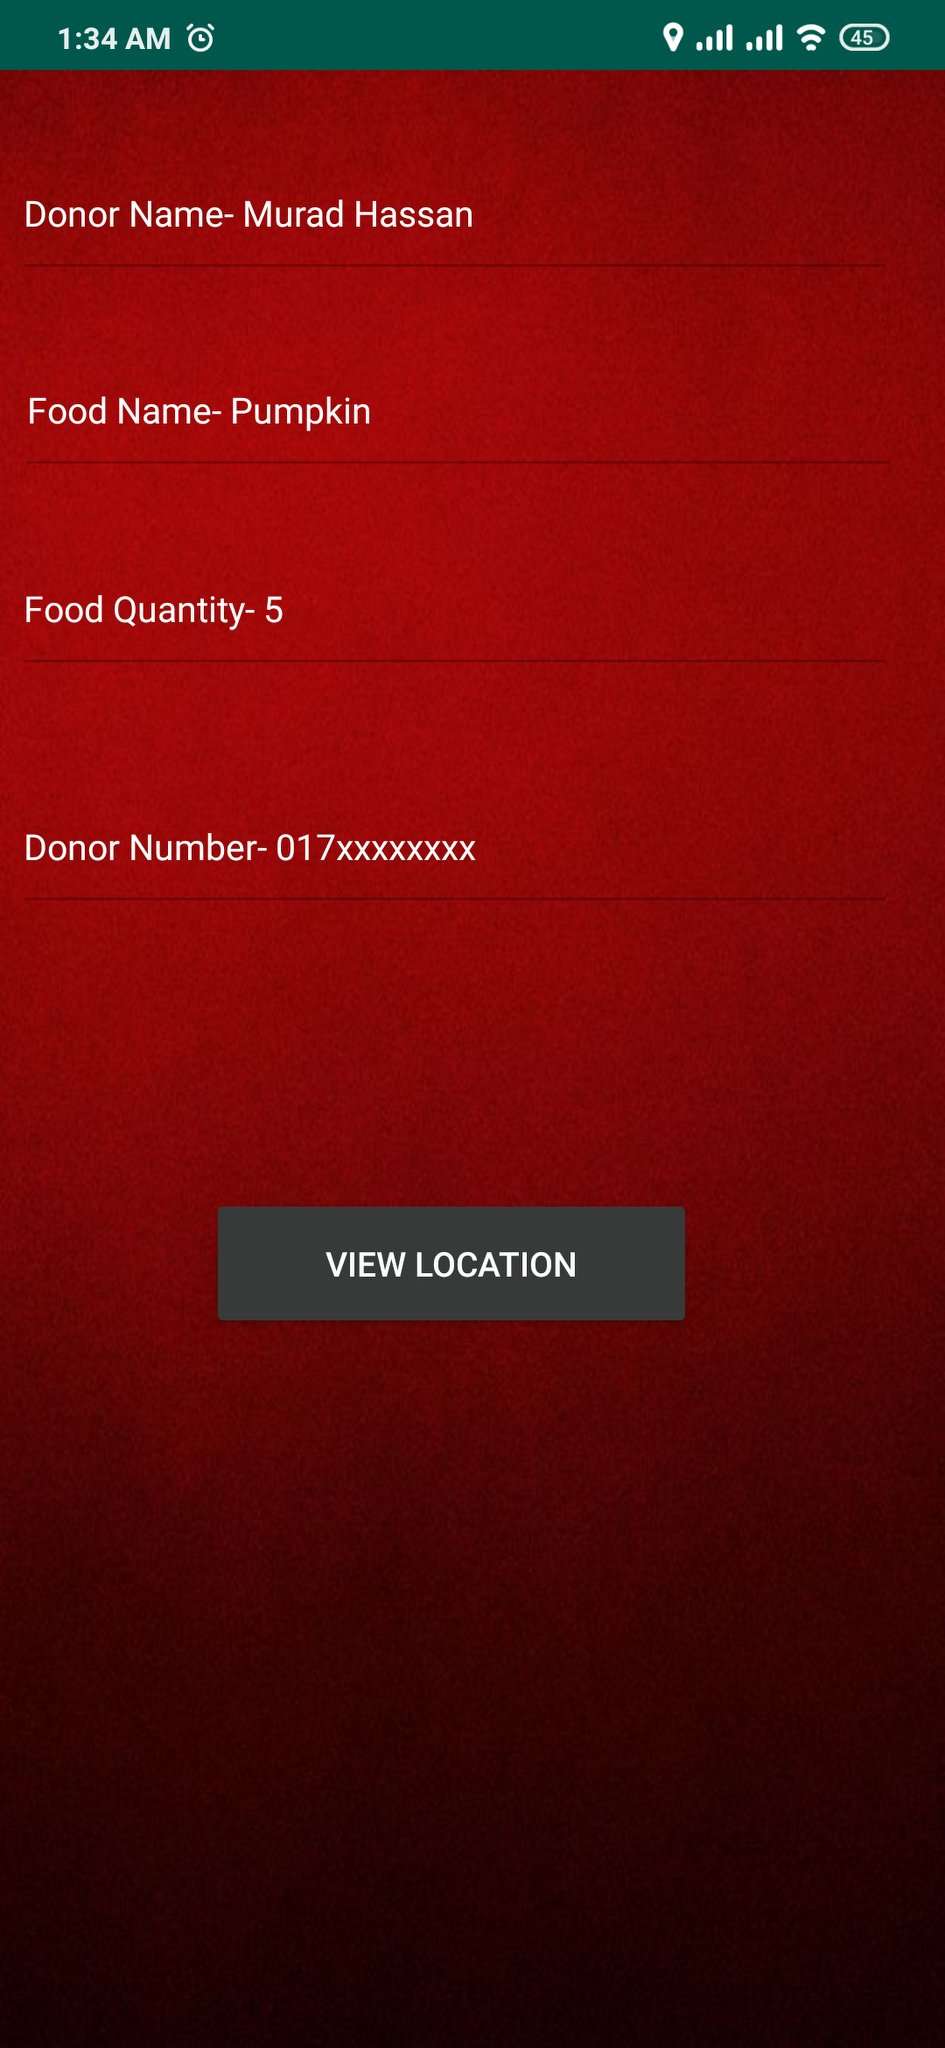 1:34 AM
45
Donor Name- Murad Hassan
Food Name- Pumpkin
Food Quantity- 5
Donor Number- 017xxxxxxxx
VIEW LOCATION